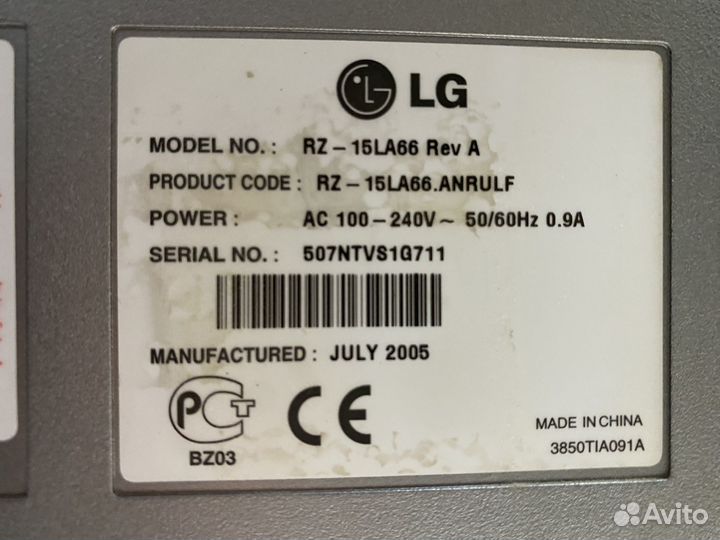 LG
MODEL NO. : RZ - 15LA66 Rev A
PRODUCT CODE : RZ - 15LA66.ANRULF
POWER : AC 100 - 240V ~ 50/60Hz 0.9A
SERIAL NO. : 507NTVS1G711
MANUFACTURED : JULY 2005
РСТ CE
BZ03
MADE IN CHINA
3850TIA091A
Avito